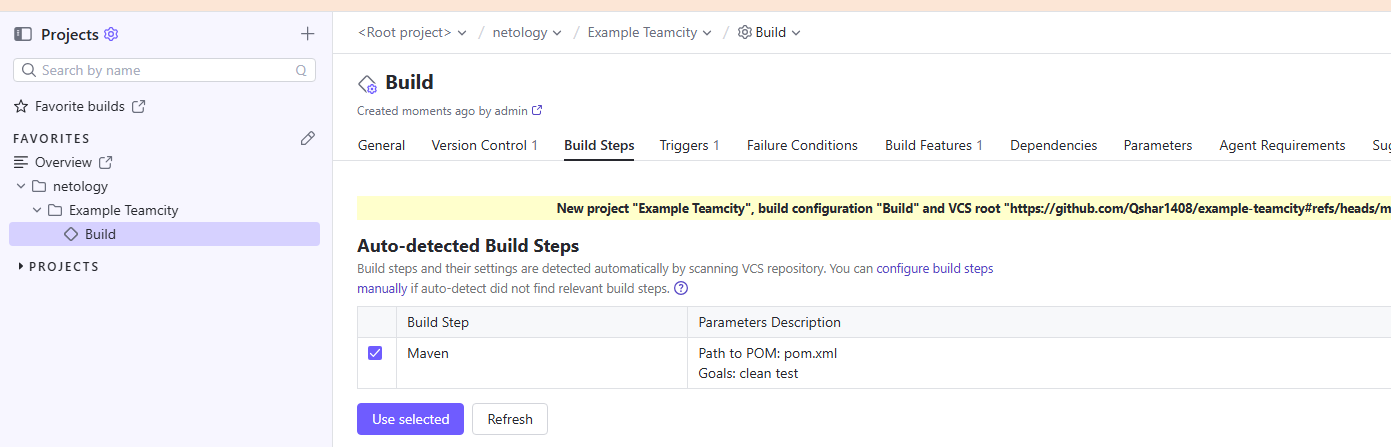 Projects
Search by name Q
Favorite builds
FAVORITES
Overview
netology
Example Teamcity
Build
PROJECTS
<Root project> / netology / Example Teamcity / Build
Build
Created moments ago by admin
General Version Control 1 Build Steps Triggers 1 Failure Conditions Build Features 1 Dependencies Parameters Agent Requirements Sug
New project "Example Teamcity", build configuration "Build" and VCS root "https://github.com/Qshar1408/example-teamcity#refs/heads/m
Auto-detected Build Steps
Build steps and their settings are detected automatically by scanning VCS repository. You can configure build steps
manually if auto-detect did not find relevant build steps. ?
Build Step Parameters Description
Maven Path to POM: pom.xml
Goals: clean test
Use selected Refresh